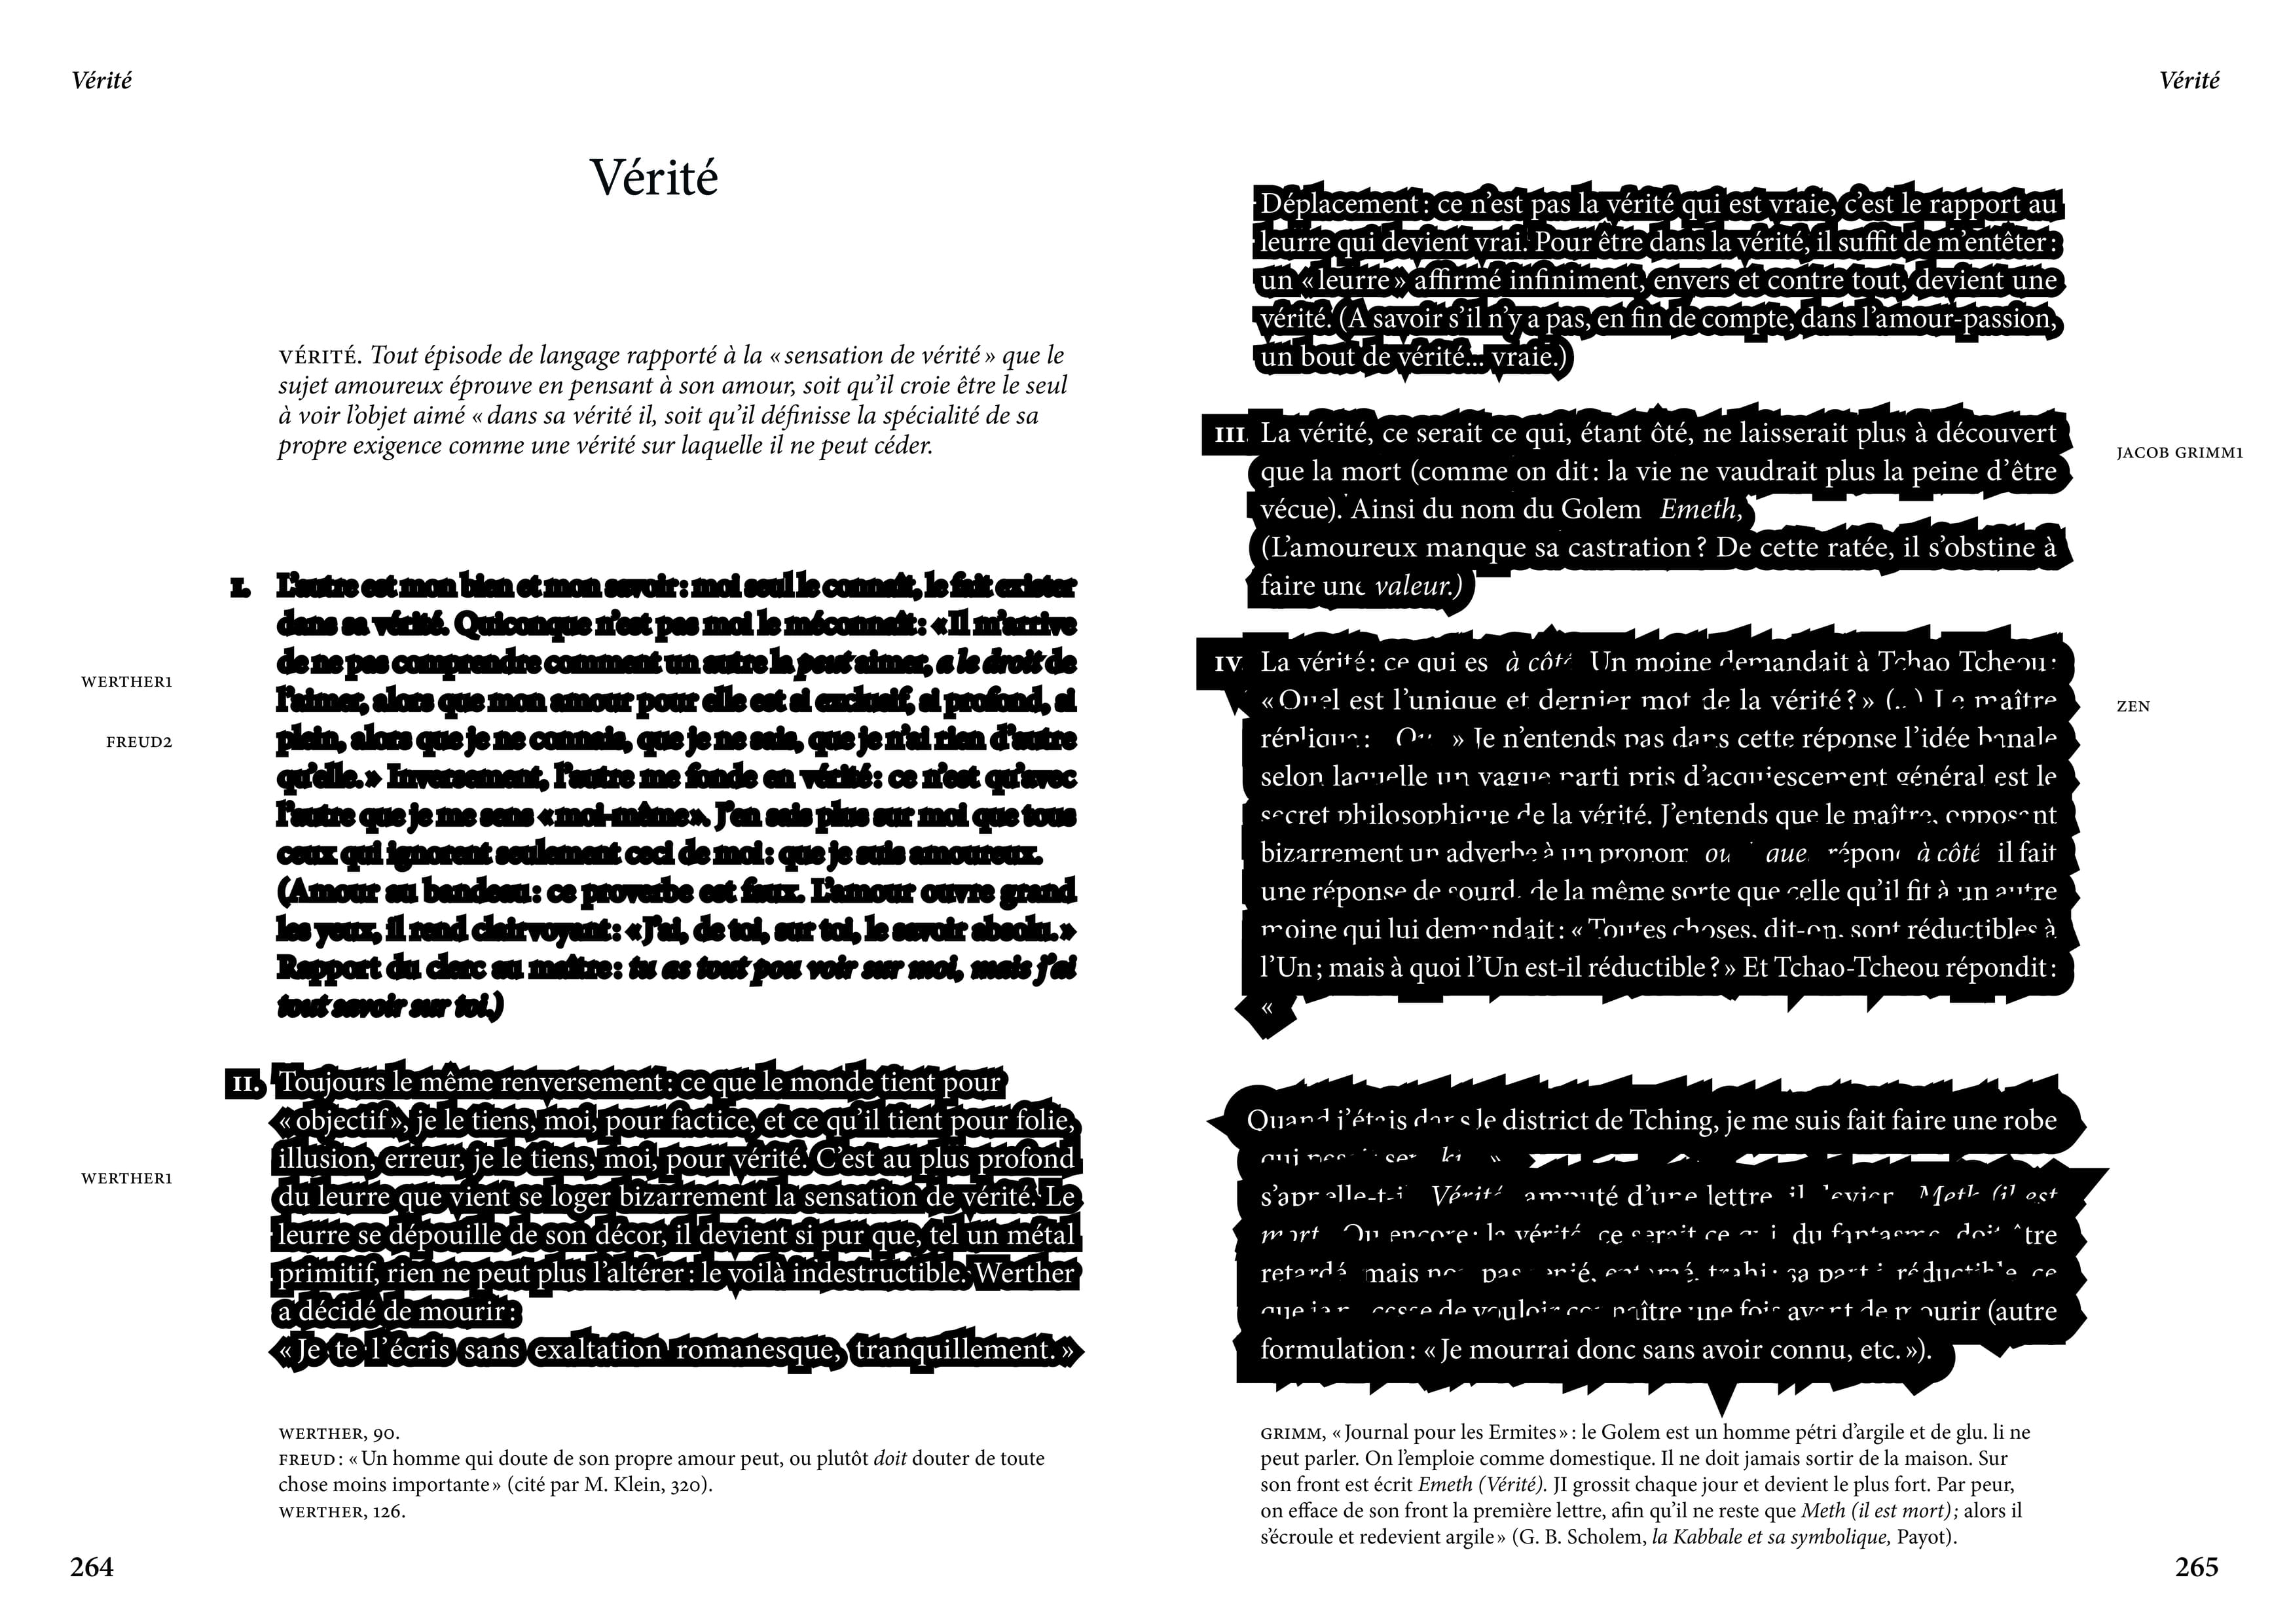 Vérité
Vérité
VÉRITÉ. Tout épisode de langage rapporté à la « sensation de vérité » que le
sujet amoureux éprouve en pensant à son amour, soit qu’il croie être le seul
à voir l’objet aimé « dans sa vérité il, soit qu’il définisse la spécialité de sa
propre exigence comme une vérité sur laquelle il ne peut céder.
I. L’autre est mon bien et mon savoir : moi seul le connaît, le fait exister
dans sa vérité. Quiconque n’est pas moi le méconnaît : « Il m’arrive
de ne pas comprendre comment un autre la peut aimer, a le droit de
WERTHER1
l’aimer, alors que mon amour pour elle est si exclusif, si profond, si
plein, alors que je ne connais, que je ne sais, que je n’ai rien d’autre
FREUD2
qu’elle. » Inversement, l’autre me fonde en vérité : ce n’est qu’avec
l’autre que je me sens « moi-même ». J’en sais plus sur moi que tous
ceux qui ignorent seulement ceci de moi : que je suis amoureux.
(Amour au bandeau : ce proverbe est faux. L’amour ouvre grand
les yeux, il rend clairvoyant : « J’ai, de toi, sur toi, le savoir absolu. »
Rapport du clerc au maître : tu as tout pou voir sur moi, mais j’ai
tout savoir sur toi.)
II. Toujours le même renversement : ce que le monde tient pour
« objectif », je le tiens, moi, pour factice, et ce qu’il tient pour folie,
illusion, erreur, je le tiens, moi, pour vérité. C’est au plus profond
WERTHER1
du leurre que vient se loger bizarrement la sensation de vérité. Le
leurre se dépouille de son décor, il devient si pur que, tel un métal
primitif, rien ne peut plus l’altérer : le voilà indestructible. Werther
a décidé de mourir :
« Je te l’écris sans exaltation romanesque, tranquillement. »
WERTHER, 90.
FREUD : « Un homme qui doute de son propre amour peut, ou plutôt doit douter de toute
chose moins importante » (cité par M. Klein, 320).
WERTHER, 126.
264
Vérité
Déplacement : ce n’est pas la vérité qui est vraie, c’est le rapport au
leurre qui devient vrai. Pour être dans la vérité, il suffit de m’entêter :
un « leurre » affirmé infiniment, envers et contre tout, devient une
vérité. (A savoir s’il n’y a pas, en fin de compte, dans l’amour-passion,
un bout de vérité... vraie.)
III. La vérité, ce serait ce qui, étant ôté, ne laisserait plus à découvert
JACOB GRIMM1
que la mort (comme on dit : la vie ne vaudrait plus la peine d’être
vécue). Ainsi du nom du Golem Emeth,
(L’amoureux manque sa castration ? De cette ratée, il s’obstine à
faire une valeur.)
IV. La vérité : ce qui es à côté Un moine demandait à Tchao Tcheou :
« Quel est l’unique et dernier mot de la vérité ? » (...) Le maître
ZEN
réplique : » Je n’entends pas dans cette réponse l’idée banale
selon laquelle un vague parti pris d’acquiescement général est le
secret philosophique de la vérité. J’entends que le maître, opposant
bizarrement un adverbe à un pronom répond à côté il fait
une réponse de sourd, de la même sorte que celle qu’il fit à un autre
moine qui lui demandait : « Toutes choses, dit-on, sont réductibles à
l’Un ; mais à quoi l’Un est-il réductible ? » Et Tchao-Tcheou répondit :
«
Quand j’étais dans le district de Tching, je me suis fait faire une robe
qui
s’appelle-t-il Vérité amputé d’une lettre, il devient Meth (il est
mort Ou encore : la vérité, ce serait ce qui, du fantasme, doit être
retardé mais non pas renié, entamé, trahi : sa part irréductible, ce
que je ne cesse de vouloir connaître une fois avant de mourir (autre
formulation : « Je mourrai donc sans avoir connu, etc. »).
GRIMM, « Journal pour les Ermites » : le Golem est un homme pétri d’argile et de glu. li ne
peut parler. On l’emploie comme domestique. Il ne doit jamais sortir de la maison. Sur
son front est écrit Emeth (Vérité). JI grossit chaque jour et devient le plus fort. Par peur,
on efface de son front la première lettre, afin qu’il ne reste que Meth (il est mort) ; alors il
s’écroule et redevient argile » (G. B. Scholem, la Kabbale et sa symbolique, Payot).
265